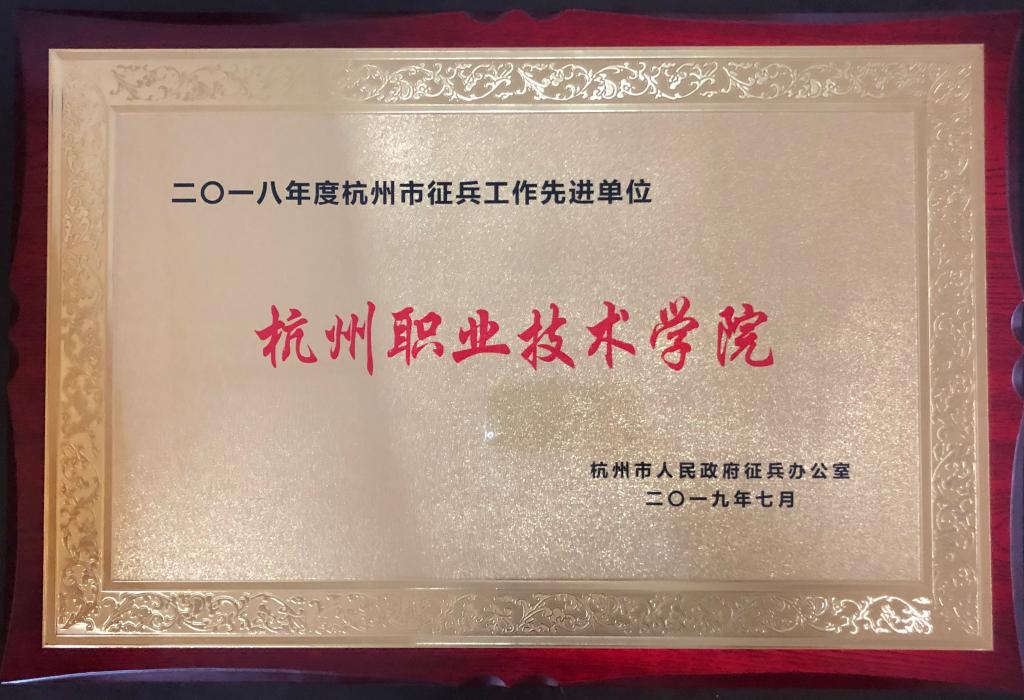 二〇一八年度杭州市征兵工作先进单位
杭州职业技术学院
杭州市人民政府征兵办公室
二〇一九年七月